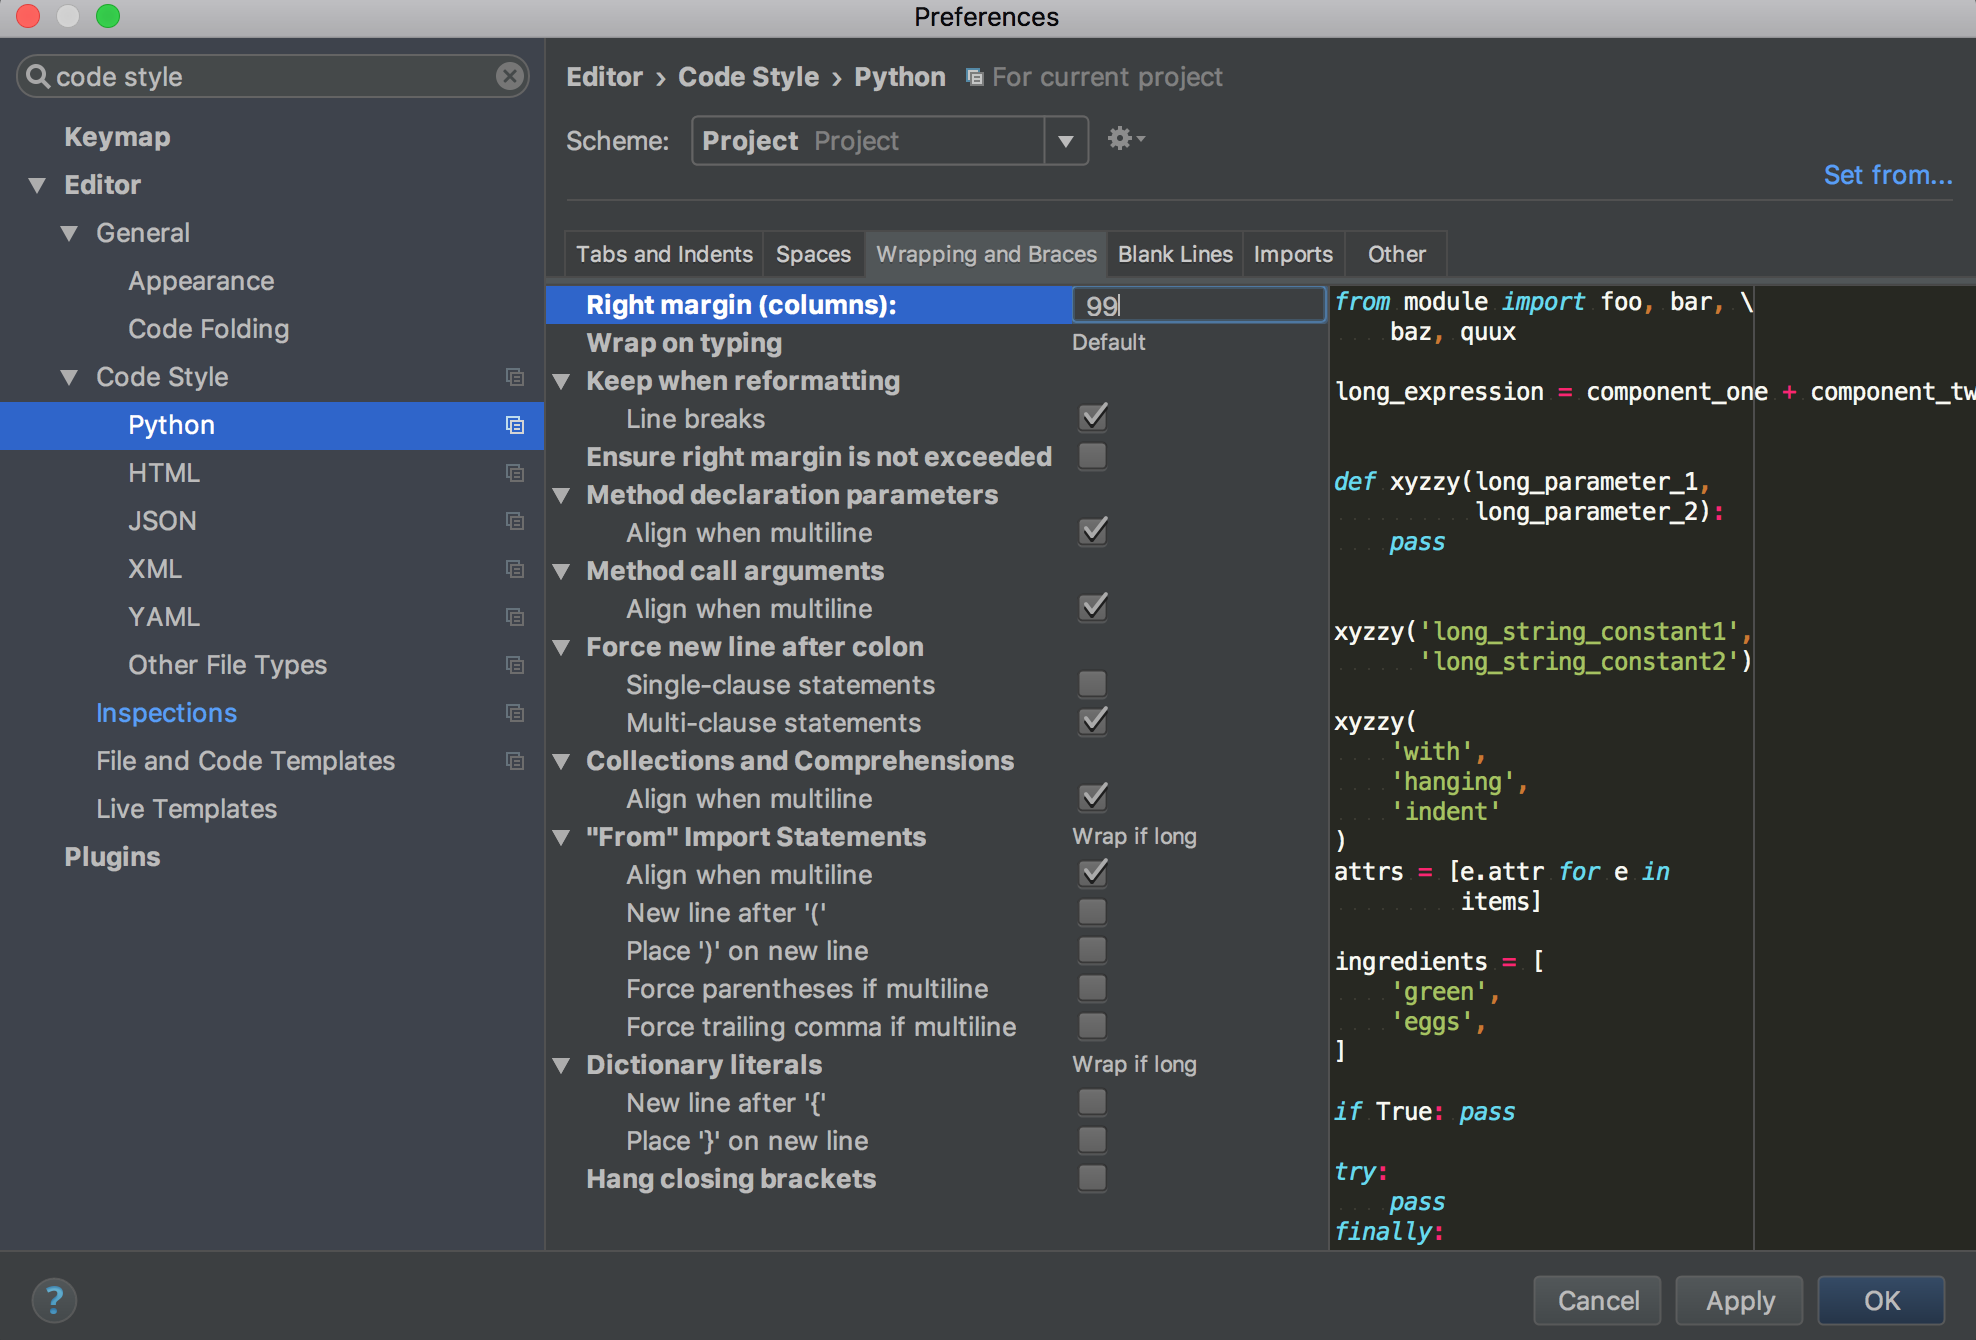 Preferences
code style
Keymap
Editor
General
Appearance
Code Folding
Code Style
Python
HTML
JSON
XML
YAML
Other File Types
Inspections
File and Code Templates
Live Templates
Plugins
Editor › Code Style › Python For current project
Scheme: Project Project
Set from...
Tabs and Indents Spaces Wrapping and Braces Blank Lines Imports Other
Right margin (columns): 99
Wrap on typing Default
Keep when reformatting
Line breaks
Ensure right margin is not exceeded
Method declaration parameters
Align when multiline
Method call arguments
Align when multiline
Force new line after colon
Single-clause statements
Multi-clause statements
Collections and Comprehensions
Align when multiline
"From" Import Statements Wrap if long
Align when multiline
New line after '('
Place ')' on new line
Force parentheses if multiline
Force trailing comma if multiline
Dictionary literals Wrap if long
New line after '{'
Place '}' on new line
Hang closing brackets
from module import foo, bar, \
    baz, quux
long_expression = component_one + component_tw
def xyzzy(long_parameter_1,
          long_parameter_2):
    pass
xyzzy('long_string_constant1',
      'long_string_constant2')
xyzzy(
    'with',
    'hanging',
    'indent'
)
attrs = [e.attr for e in
         items]
ingredients = [
    'green',
    'eggs',
]
if True: pass
try:
    pass
finally:
?
Cancel Apply OK